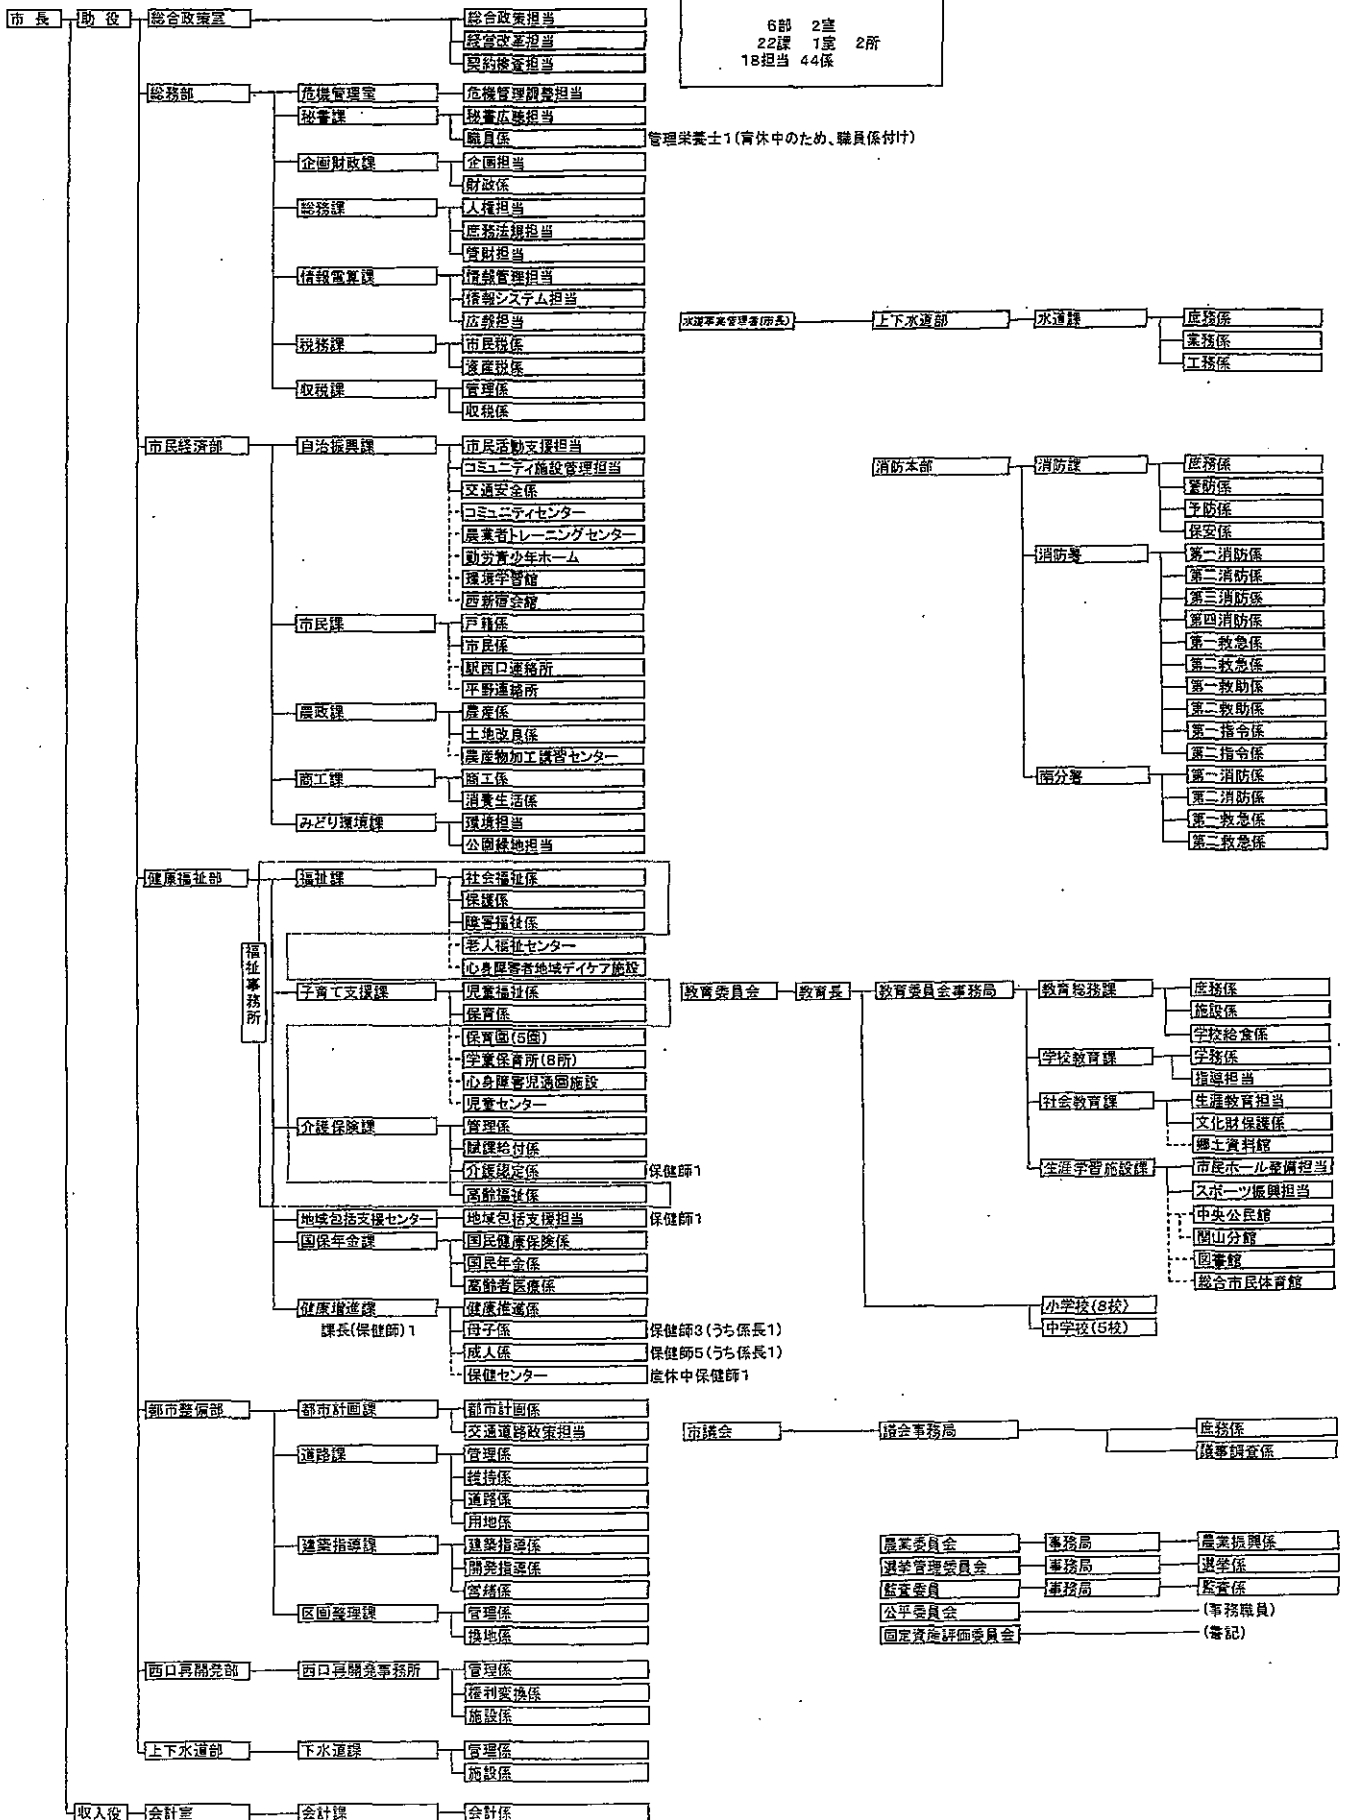 市長 助役 総合政策室 総合政策担当
経営改革担当
契約検査担当
6部 2室
22課 1室 2所
18担当 44係
総務部 危機管理室 危機管理調整担当
秘書課 秘書広聴担当
職員係 管理栄養士1(育休中のため、職員係付け)
企画財政課 企画担当
財政係
総務課 人権担当
庶務法規担当
管財担当
情報電算課 情報管理担当
情報システム担当
広報担当
税務課 市民税係
資産税係
収税課 管理係
収税係
市民経済部 自治振興課 市民活動支援担当
コミュニティ施設管理担当
交通安全係
コミュニティセンター
農業者トレーニングセンター
勤労青少年ホーム
環境学習館
西新宿会館
市民課 戸籍係
市民係
駅西口連絡所
平野連絡所
農政課 農産係
土地改良係
農産物加工講習センター
商工課 商工係
消費生活係
みどり環境課 環境担当
公園緑地担当
健康福祉部 福祉課 社会福祉係
保護係
障害福祉係
老人福祉センター
心身障害者地域デイケア施設
福祉事務所
子育て支援課 児童福祉係
保育係
保育園(5園)
学童保育所(8所)
心身障害児通園施設
児童センター
介護保険課 管理係
賦課給付係
介護認定係 保健師1
高齢福祉係
地域包括支援センター 地域包括支援担当 保健師1
国保年金課 国民健康保険係
国民年金係
高齢者医療係
健康増進課 健康推進係
課長(保健師)1 母子係 保健師3(うち係長1)
成人係 保健師5(うち係長1)
保健センター 産休中保健師1
都市整備部 都市計画課 都市計画係
交通道路政策担当
道路課 管理係
維持係
道路係
用地係
建築指導課 建築指導係
開発指導係
営繕係
区画整理課 管理係
換地係
西口再開発部 西口再開発事務所 管理係
権利変換係
施設係
上下水道部 下水道課 管理係
施設係
収入役 会計室 会計課 会計係
水道事業管理者(市長) 上下水道部 水道課 庶務係
業務係
工務係
消防本部 消防課 庶務係
警防係
予防係
保安係
消防署 第一消防係
第二消防係
第三消防係
第四消防係
第一救急係
第二救急係
第一救助係
第二救助係
第一指令係
第二指令係
南分署 第一消防係
第二消防係
第一救急係
第二救急係
教育委員会 教育長 教育委員会事務局 教育総務課 庶務係
施設係
学校給食係
学校教育課 学務係
指導担当
社会教育課 生涯教育担当
文化財保護係
郷土資料館
生涯学習施設課 市民ホール整備担当
スポーツ振興担当
中央公民館
関山分館
図書館
総合市民体育館
小学校(8校)
中学校(5校)
市議会 議会事務局 庶務係
議事調査係
農業委員会 事務局 農業振興係
選挙管理委員会 事務局 選挙係
監査委員 事務局 監査係
公平委員会 (事務職員)
固定資産評価委員会 (書記)